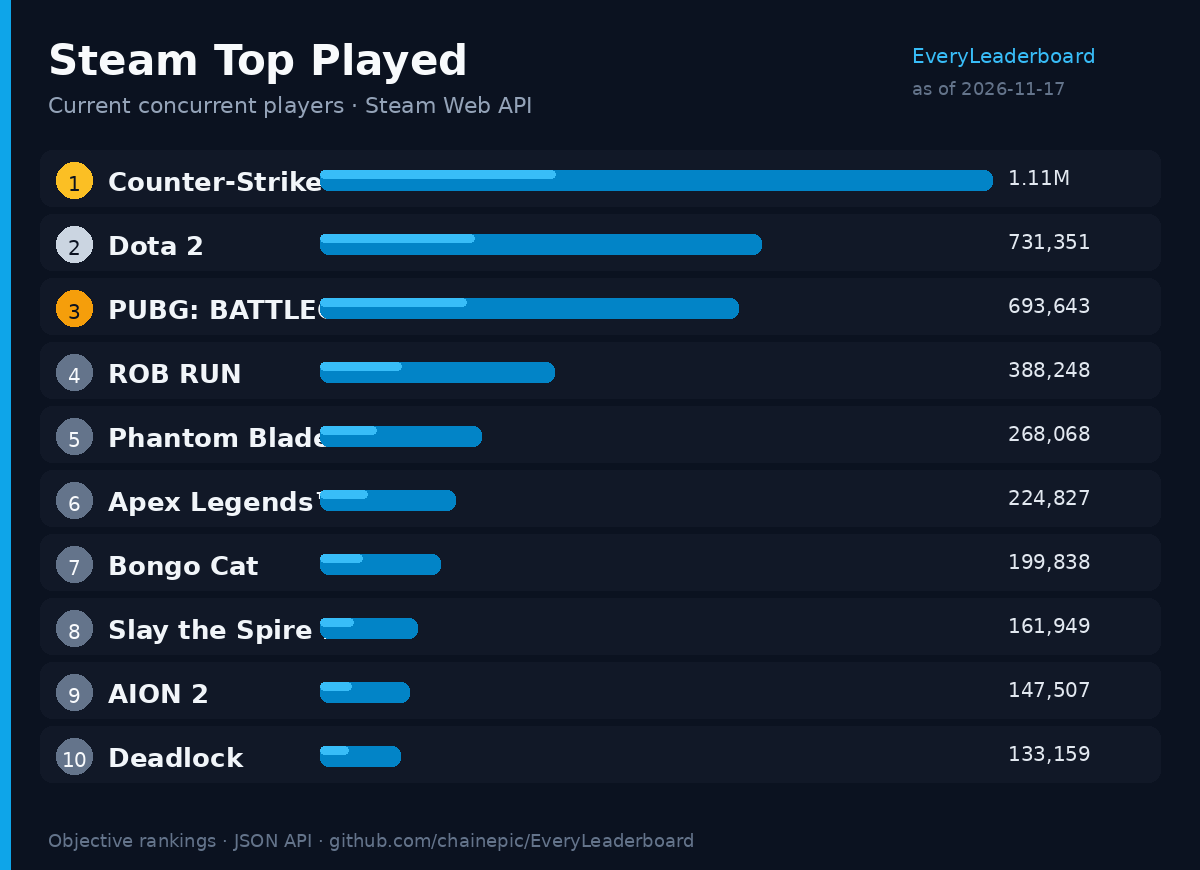 Steam Top Played
EveryLeaderboard
Current concurrent players · Steam Web API
as of 2026-11-17
1 Counter-Strike 1.11M
2 Dota 2 731,351
3 PUBG: BATTLE 693,643
4 ROB RUN 388,248
5 Phantom Blade 268,068
6 Apex Legends 224,827
7 Bongo Cat 199,838
8 Slay the Spire 161,949
9 AION 2 147,507
10 Deadlock 133,159
Objective rankings · JSON API · github.com/chainepic/EveryLeaderboard